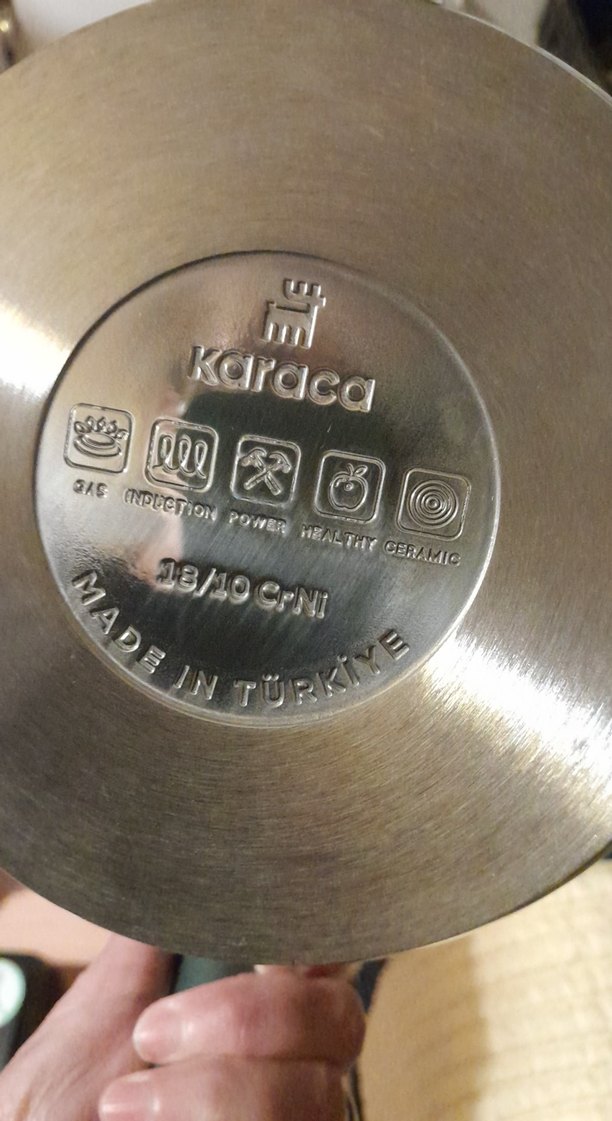 karaca
GAS INDUCTION POWER HEALTHY CERAMIC
18/10 CrNi
MADE IN TÜRKİYE